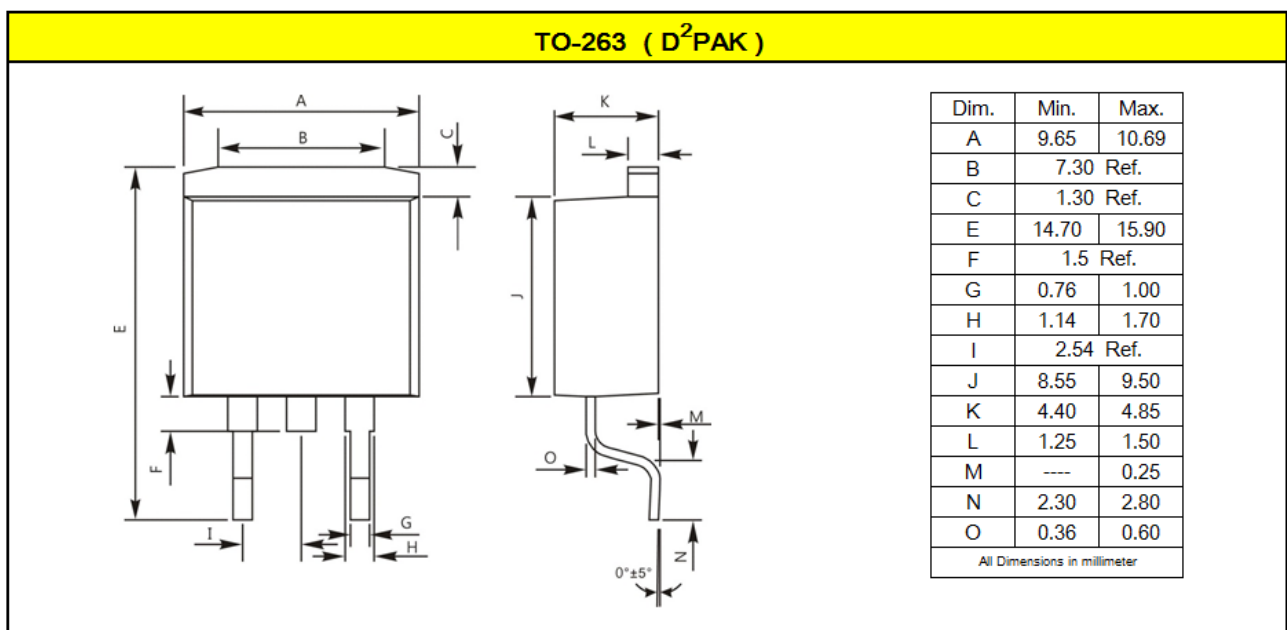 TO-263 ( D²PAK )
A
B
C
E
F
I
G
H
K
L
J
M
O
N
0°±5°
Dim. Min. Max.
A 9.65 10.69
B 7.30 Ref.
C 1.30 Ref.
E 14.70 15.90
F 1.5 Ref.
G 0.76 1.00
H 1.14 1.70
I 2.54 Ref.
J 8.55 9.50
K 4.40 4.85
L 1.25 1.50
M ---- 0.25
N 2.30 2.80
O 0.36 0.60
All Dimensions in millimeter